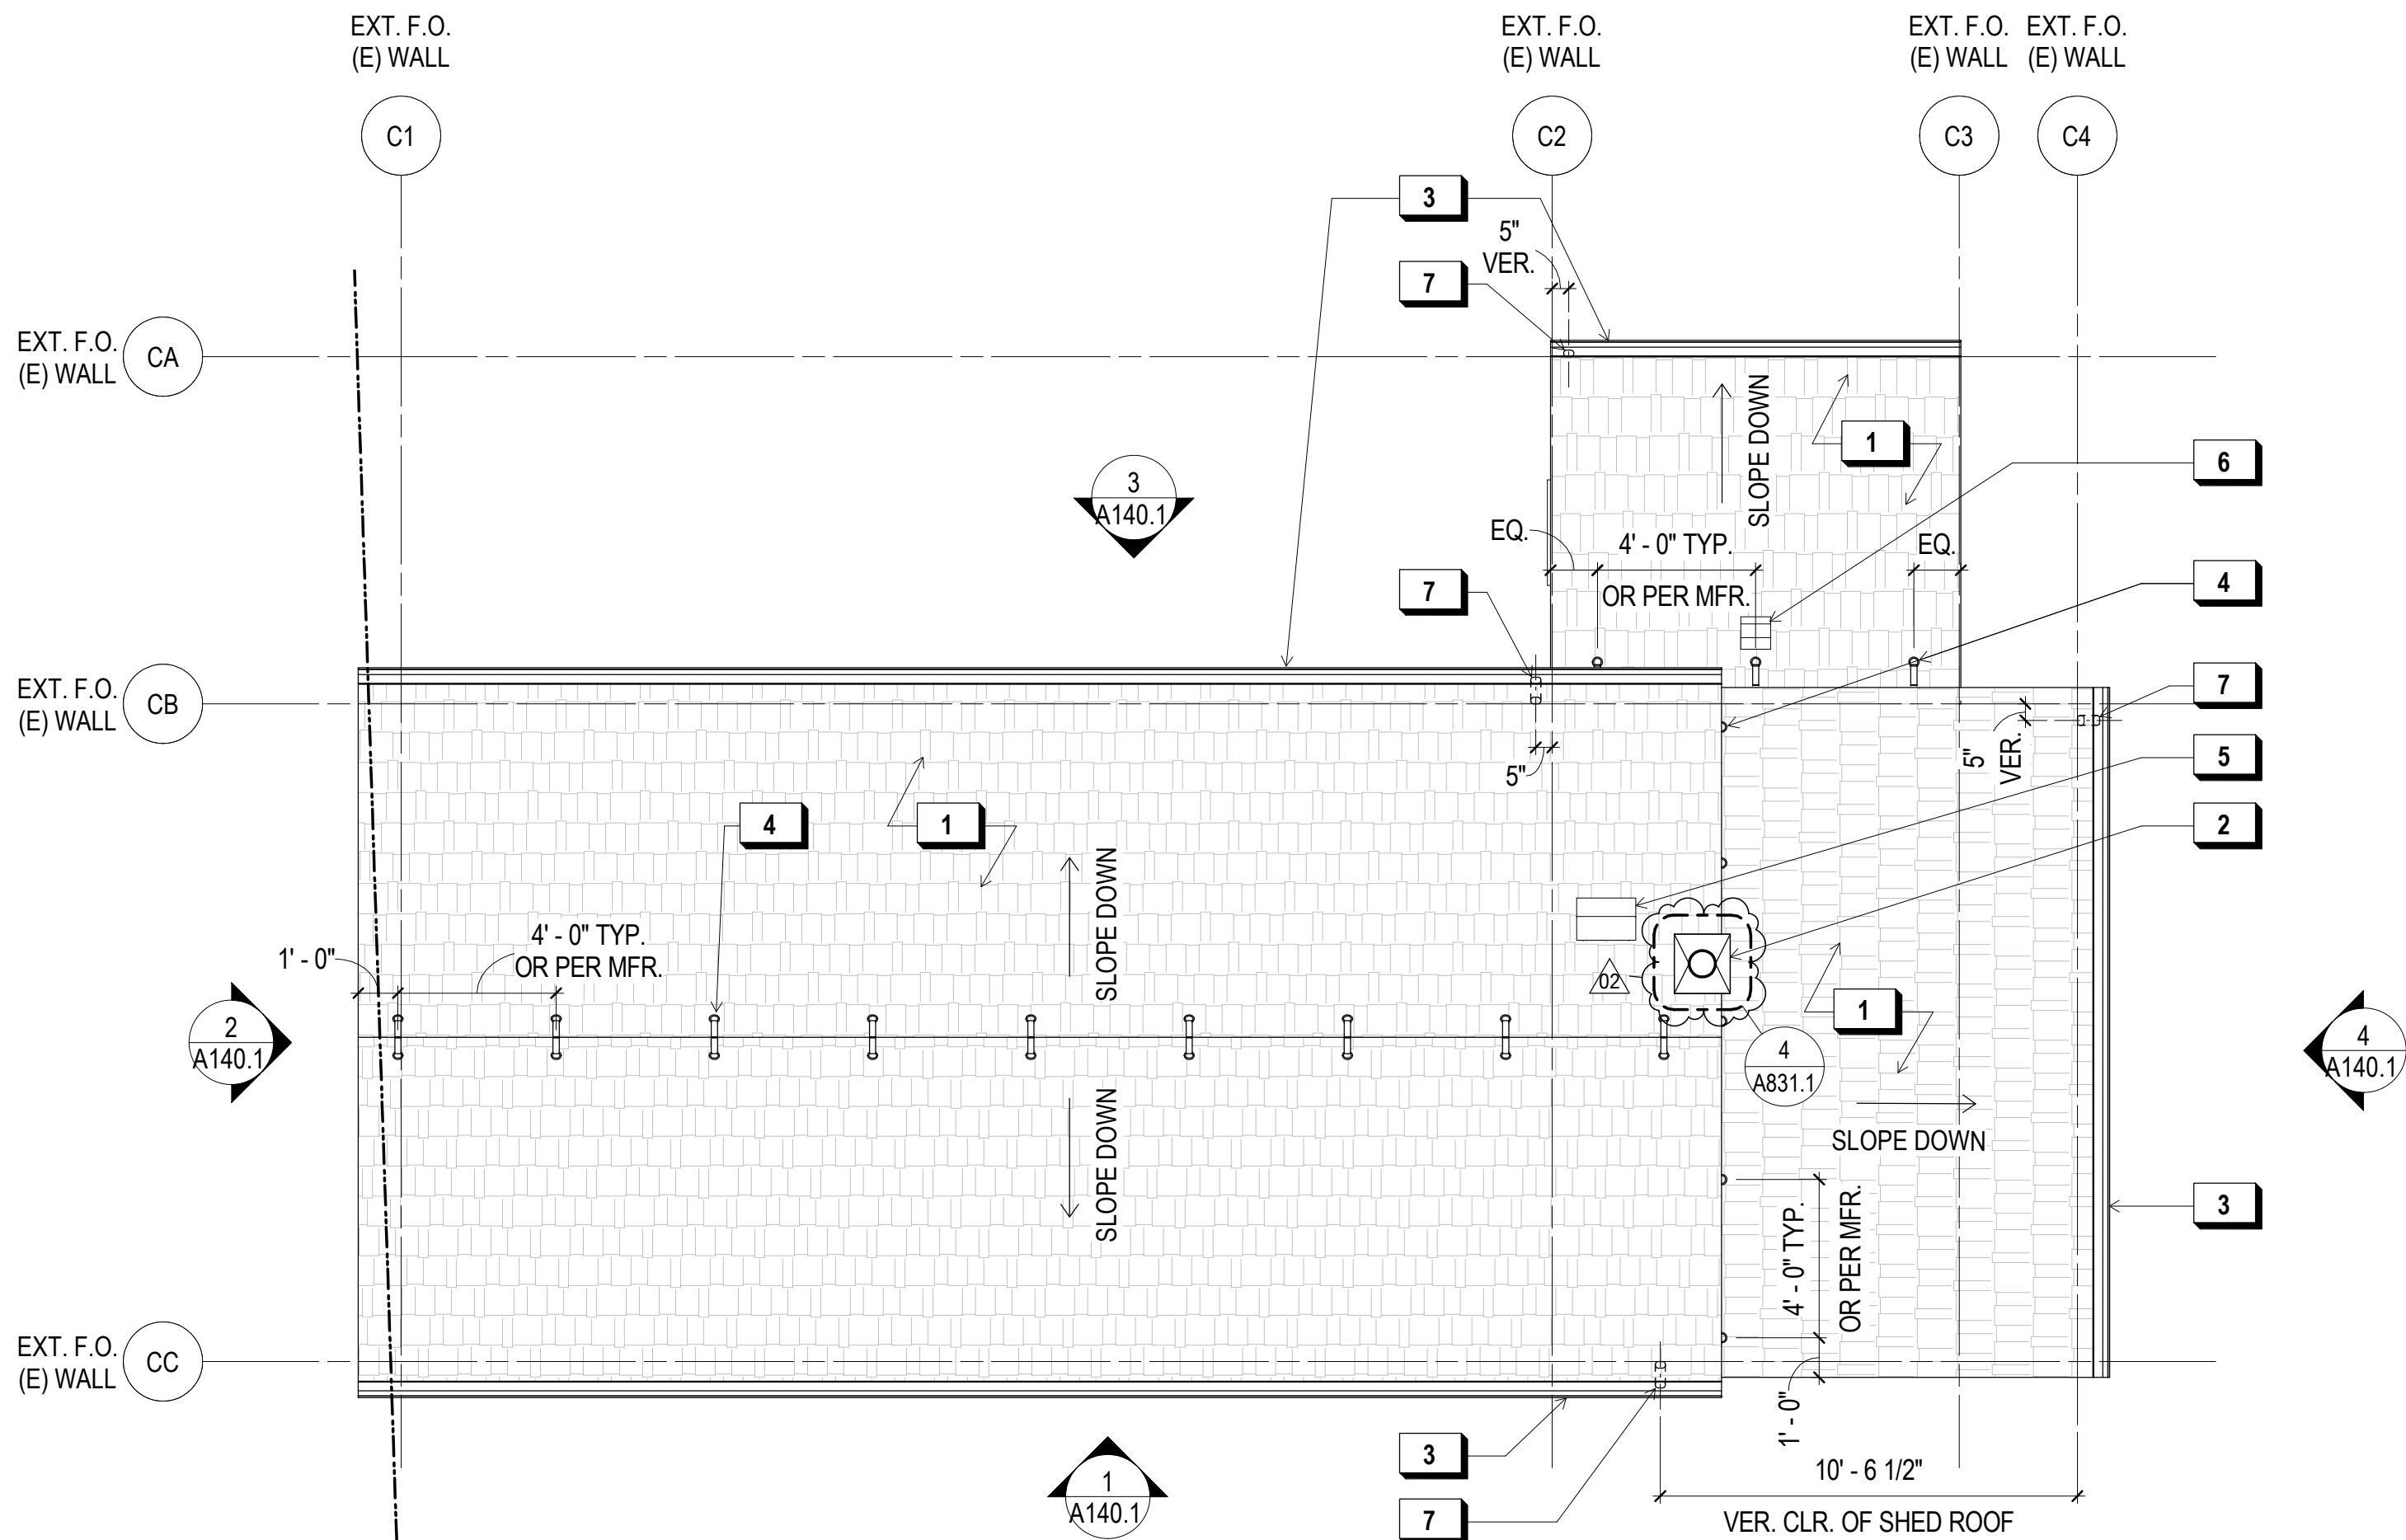 EXT. F.O.
(E) WALL
EXT. F.O.
(E) WALL
EXT. F.O.
(E) WALL
EXT. F.O.
(E) WALL
C1
C2
C3
C4
3
5"
VER.
7
EXT. F.O.
(E) WALL
CA
SLOPE DOWN
1
6
3
A140.1
EQ.
4' - 0" TYP.
OR PER MFR.
EQ.
4
7
7
EXT. F.O.
(E) WALL
CB
5"
VER.
5"
5
4
1
2
SLOPE DOWN
4' - 0" TYP.
OR PER MFR.
1' - 0"
02
1
2
A140.1
4
A831.1
4
A140.1
SLOPE DOWN
SLOPE DOWN
4' - 0" TYP.
OR PER MFR.
3
EXT. F.O.
(E) WALL
CC
1' - 0"
3
10' - 6 1/2"
1
A140.1
7
VER. CLR. OF SHED ROOF